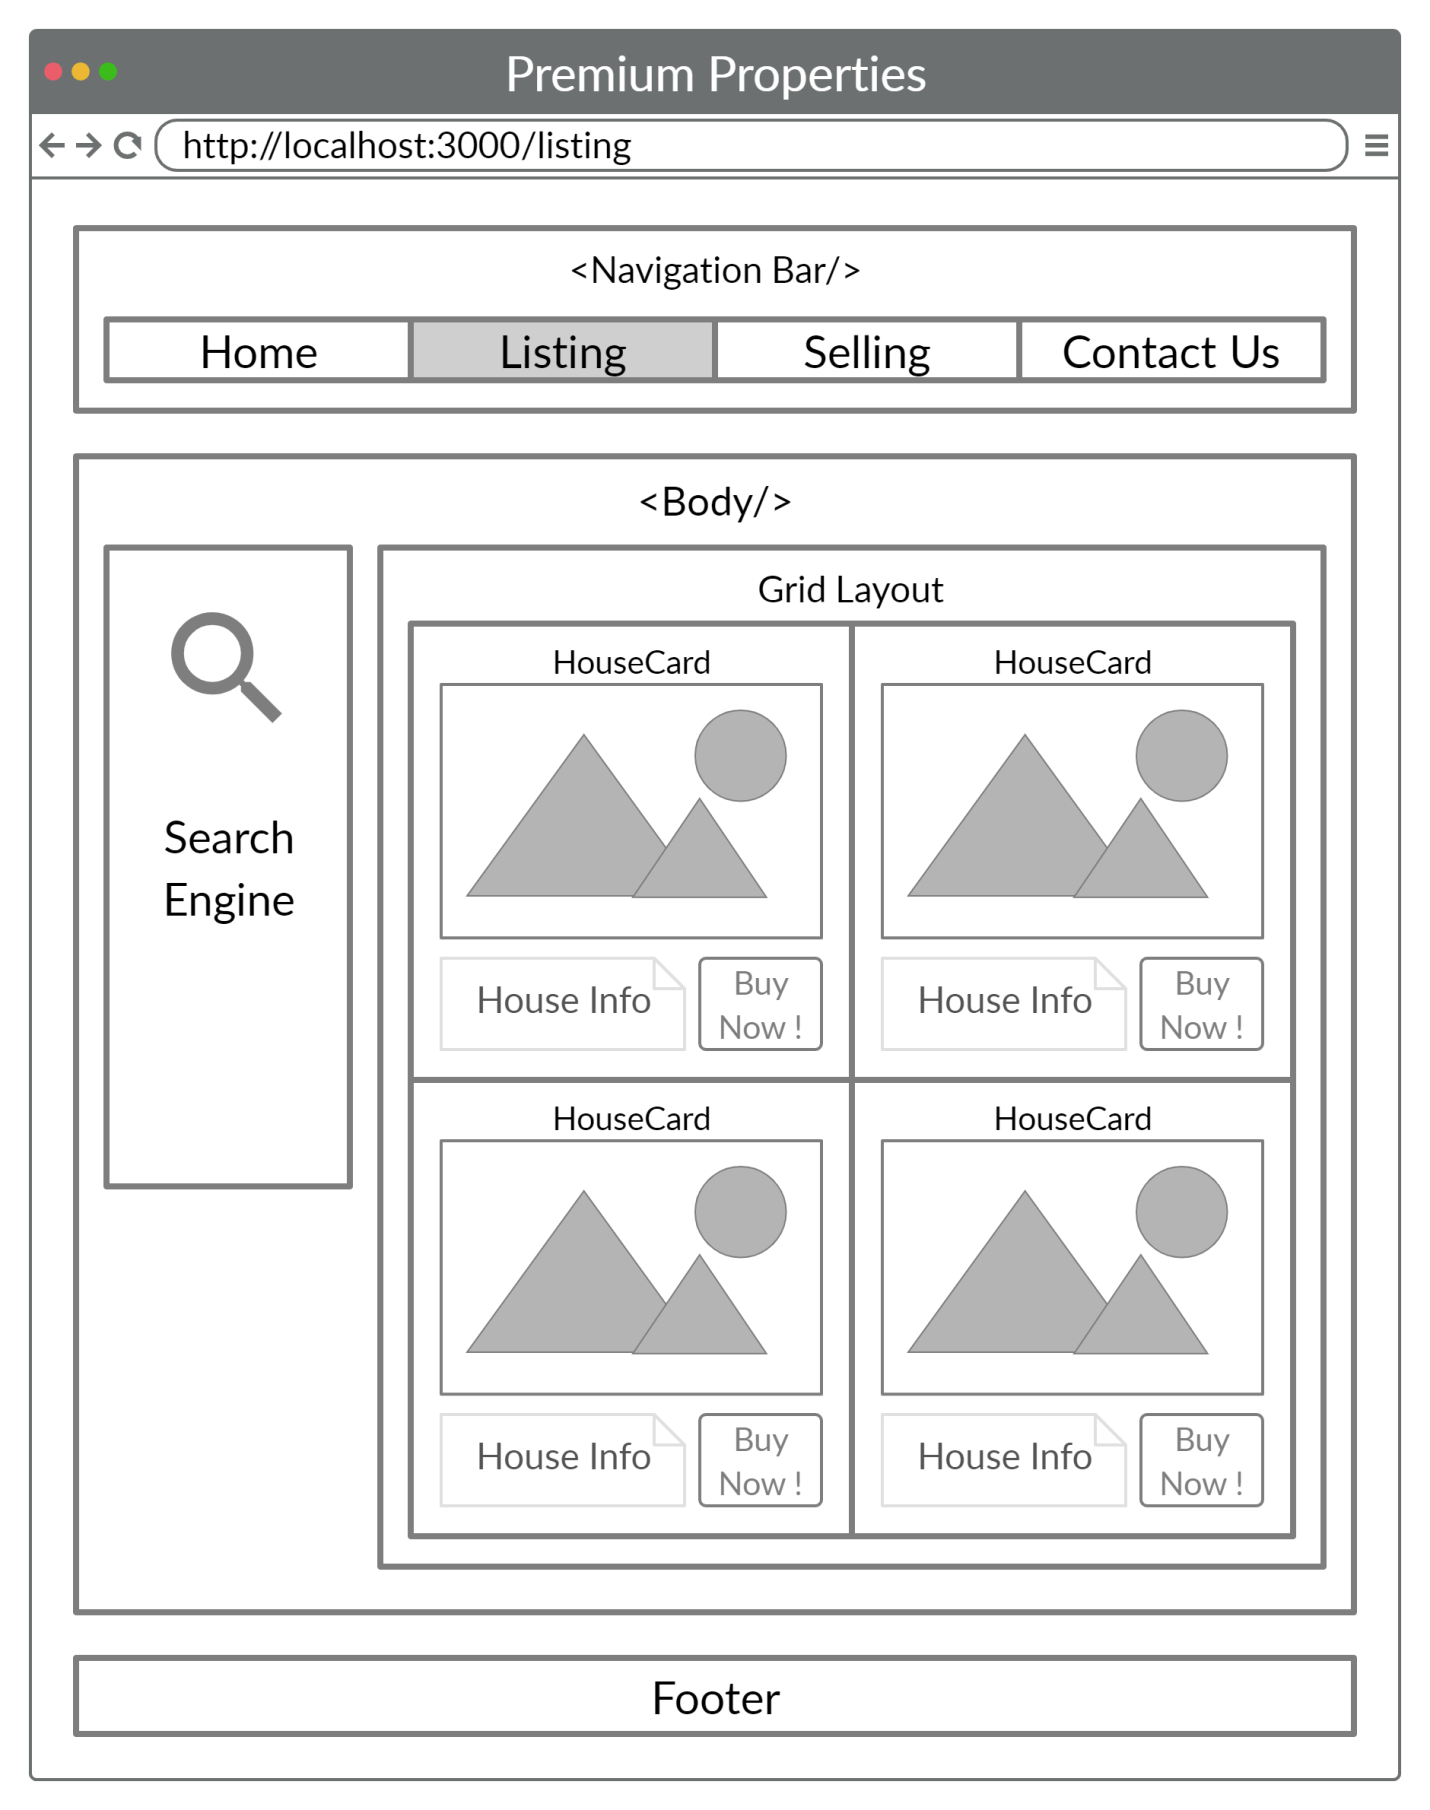 Premium Properties
http://localhost:3000/listing
<Navigation Bar/>
Home Listing Selling Contact Us
<Body/>
Search
Engine
Grid Layout
HouseCard
House Info
Buy
Now !
HouseCard
House Info
Buy
Now !
HouseCard
House Info
Buy
Now !
HouseCard
House Info
Buy
Now !
Footer